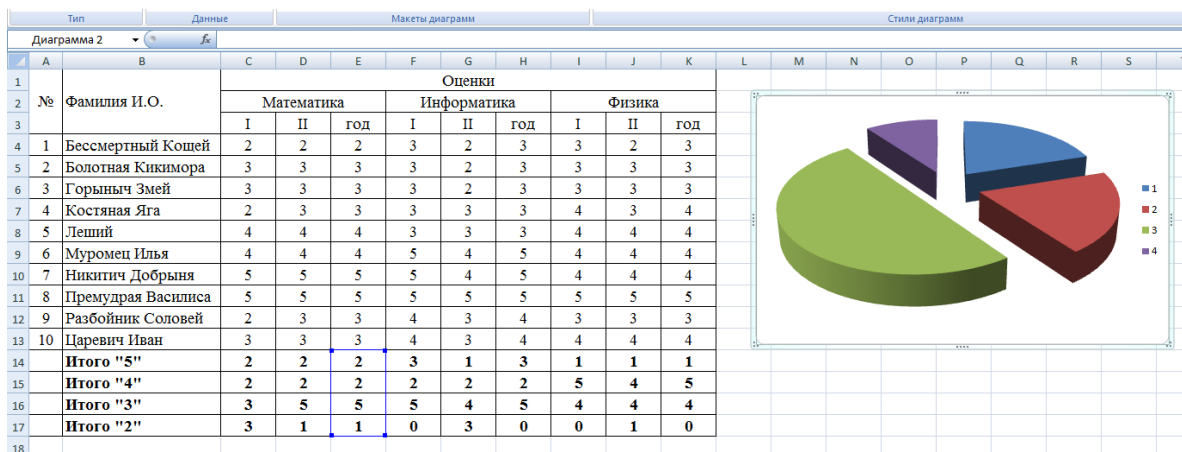 Тип Данные Макеты диаграмм Стили диаграмм
Диаграмма 2 fx
A B C D E F G H I J K L M N O P Q R S
1 Оценки
2 № Фамилия И.О. Математика Информатика Физика
3 I II год I II год I II год
4 1 Бессмертный Кощей 2 2 2 3 2 3 3 2 3
5 2 Болотная Кикимора 3 3 3 3 2 3 3 3 3
6 3 Горыныч Змей 3 3 3 3 2 3 3 3 3
7 4 Костяная Яга 2 3 3 3 3 3 4 3 4
8 5 Леший 4 4 4 3 3 3 4 4 4
9 6 Муромец Илья 4 4 4 5 4 5 4 4 4
10 7 Никитич Добрыня 5 5 5 5 4 5 4 4 4
11 8 Премудрая Василиса 5 5 5 5 5 5 5 5 5
12 9 Разбойник Соловей 2 3 3 4 3 4 3 3 3
13 10 Царевич Иван 3 3 3 4 3 4 4 4 4
14 Итого "5" 2 2 2 3 1 3 1 1 1
15 Итого "4" 2 2 2 2 2 2 5 4 5
16 Итого "3" 3 5 5 5 4 5 4 4 4
17 Итого "2" 3 1 1 0 3 0 0 1 0
18
1
2
3
4